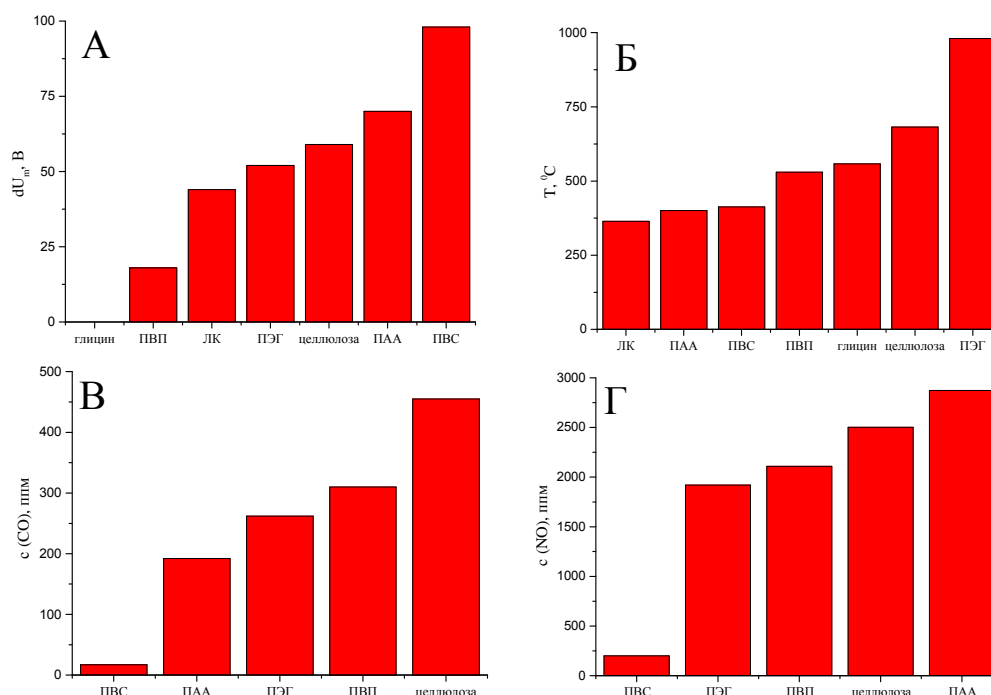 А
100
75
50
25
0
dUₘ, В
глицин ПВП ЛК ПЭГ целлюлоза ПАА ПВС
Б
1000
750
500
250
0
T, ⁰C
ЛК ПАА ПВС ПВП глицин целлюлоза ПЭГ
В
500
400
300
200
100
0
c (CO), ппм
ПВС ПАА ПЭГ ПВП целлюлоза
Г
3000
2500
2000
1500
1000
500
0
c (NO), ппм
ПВС ПЭГ ПВП целлюлоза ПАА